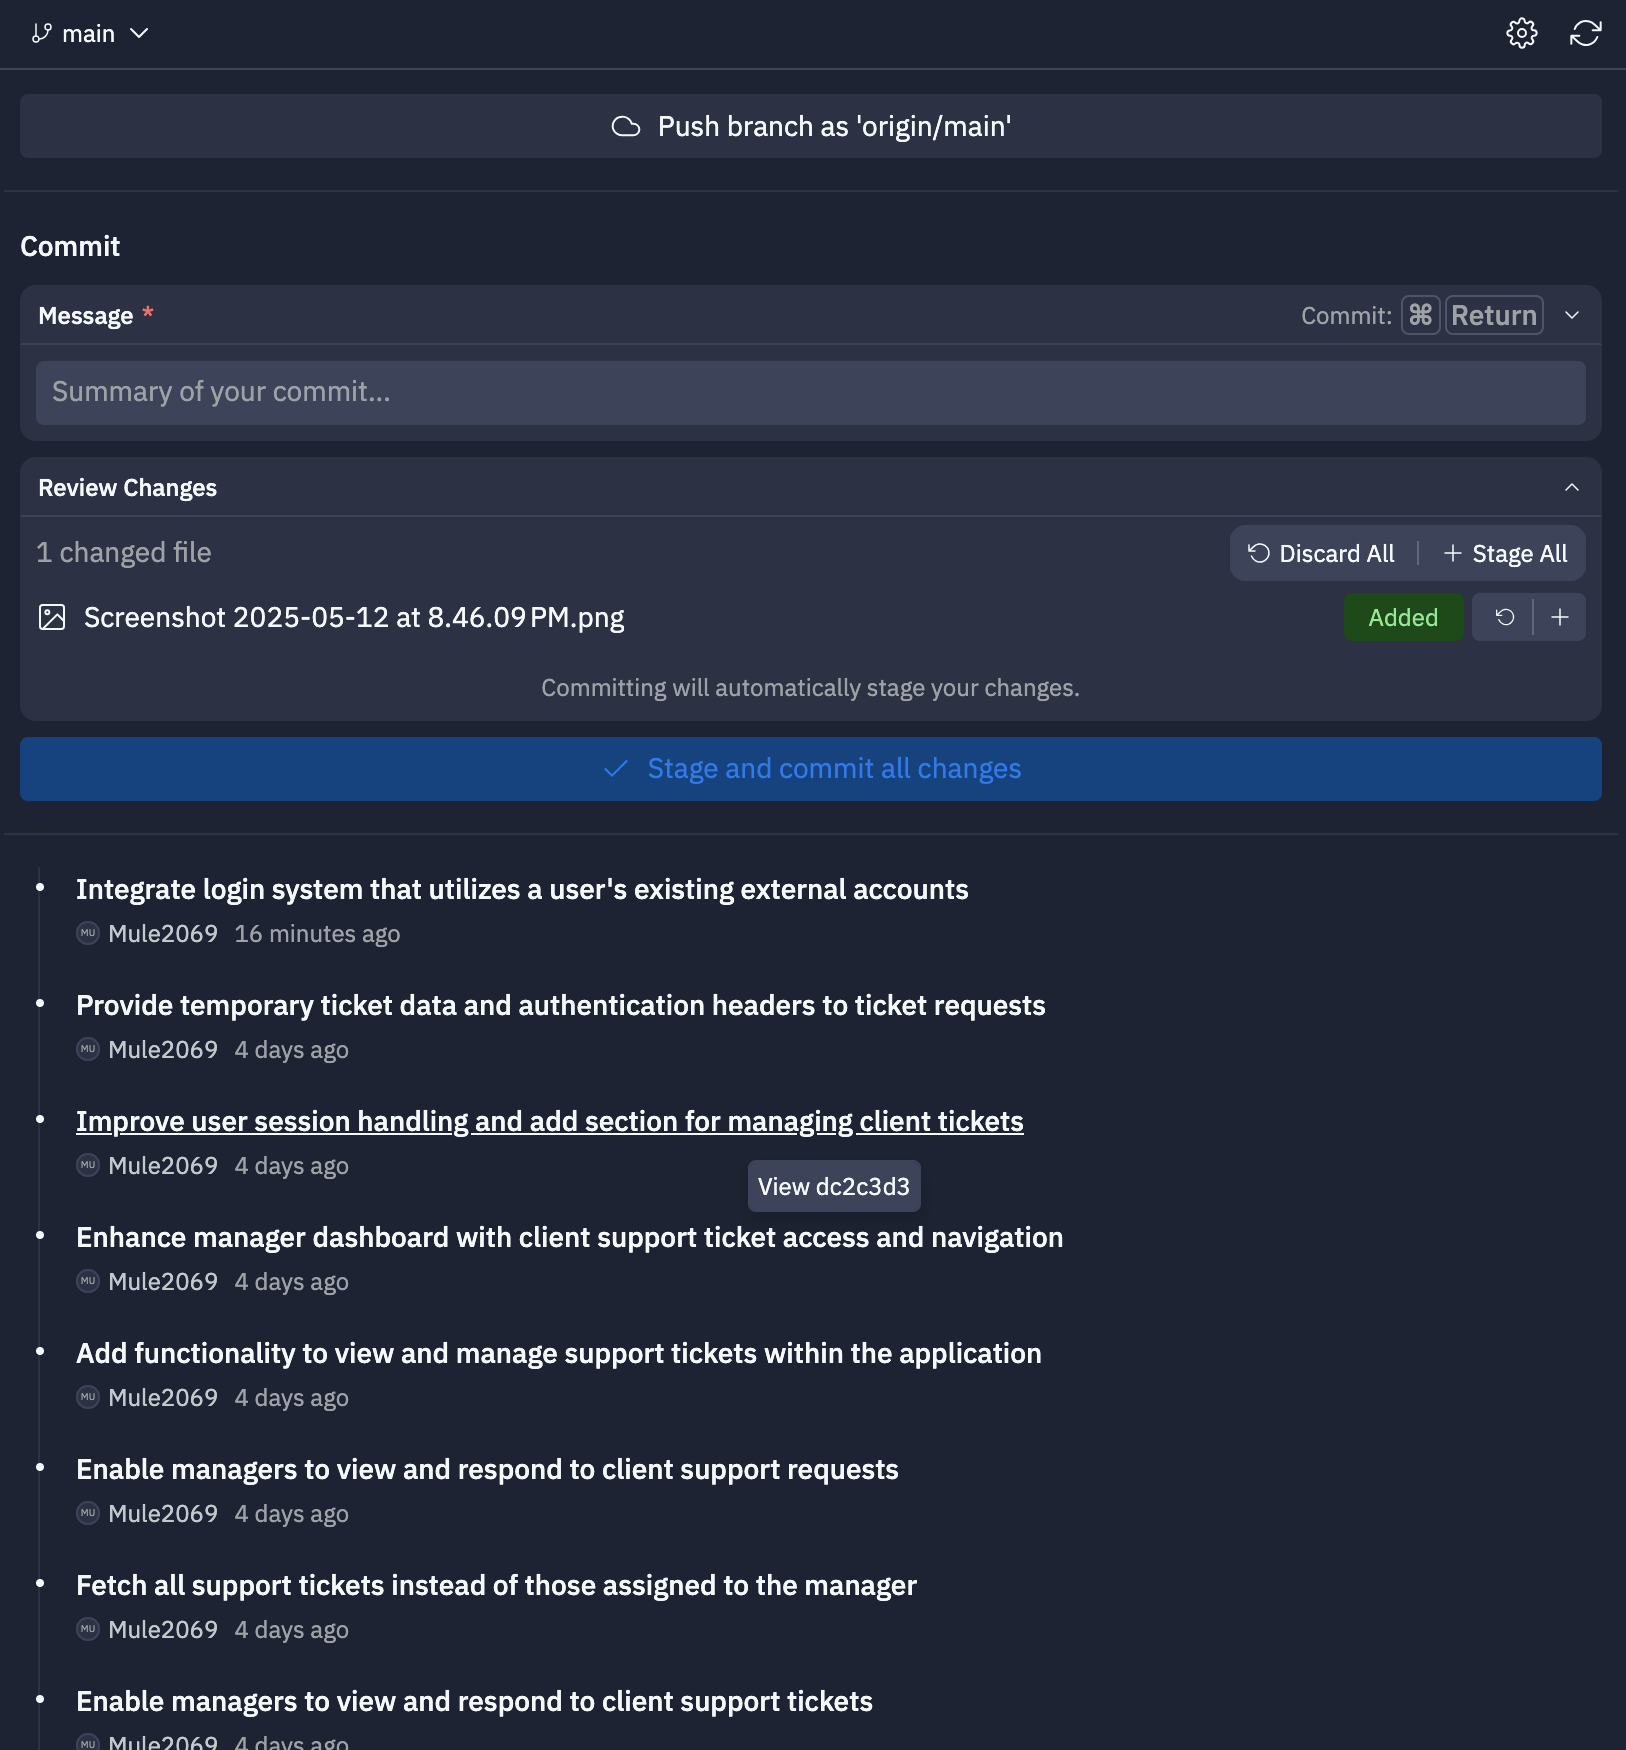 main
Push branch as 'origin/main'
Commit
Message *
Commit: ⌘ Return
Summary of your commit...
Review Changes
1 changed file
Discard All
Stage All
Screenshot 2025-05-12 at 8.46.09 PM.png
Added
Committing will automatically stage your changes.
Stage and commit all changes
Integrate login system that utilizes a user's existing external accounts
MU Mule2069 16 minutes ago
Provide temporary ticket data and authentication headers to ticket requests
MU Mule2069 4 days ago
Improve user session handling and add section for managing client tickets
MU Mule2069 4 days ago
View dc2c3d3
Enhance manager dashboard with client support ticket access and navigation
MU Mule2069 4 days ago
Add functionality to view and manage support tickets within the application
MU Mule2069 4 days ago
Enable managers to view and respond to client support requests
MU Mule2069 4 days ago
Fetch all support tickets instead of those assigned to the manager
MU Mule2069 4 days ago
Enable managers to view and respond to client support tickets
MU Mule2069 4 days ago